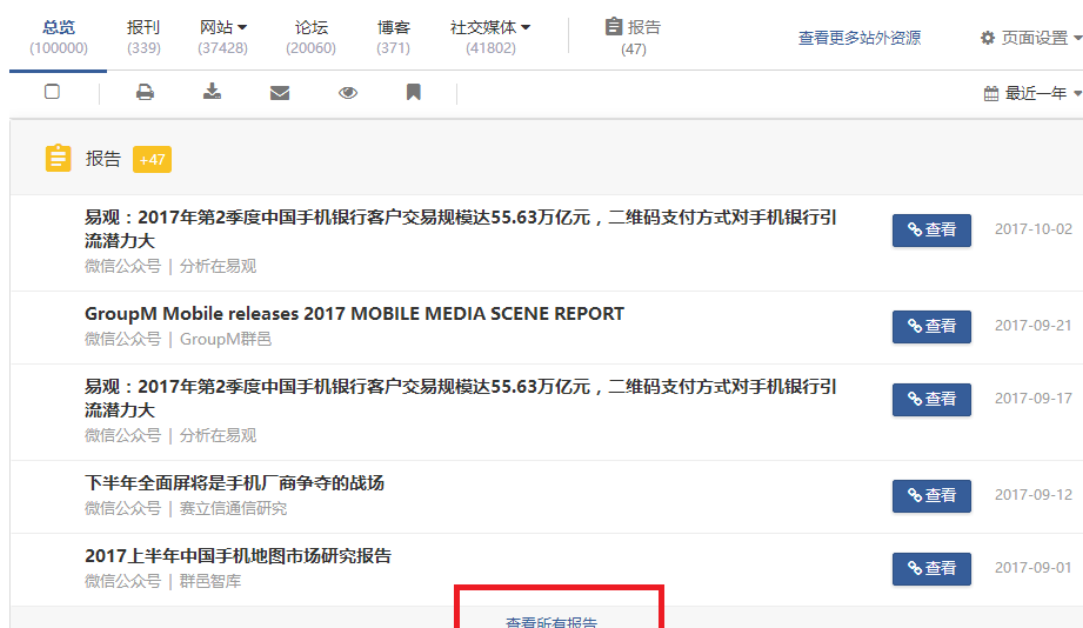 总览 报刊 网站 论坛 博客 社交媒体 报告 查看更多站外资源 页面设置
(100000) (339) (37428) (20060) (371) (41802) (47)
最近一年
报告 +47
易观：2017年第2季度中国手机银行客户交易规模达55.63万亿元，二维码支付方式对手机银行引
流潜力大
查看 2017-10-02
微信公众号 | 分析在易观
GroupM Mobile releases 2017 MOBILE MEDIA SCENE REPORT
查看 2017-09-21
微信公众号 | GroupM群邑
易观：2017年第2季度中国手机银行客户交易规模达55.63万亿元，二维码支付方式对手机银行引
流潜力大
查看 2017-09-17
微信公众号 | 分析在易观
下半年全面屏将是手机厂商争夺的战场
查看 2017-09-12
微信公众号 | 赛立信通信研究
2017上半年中国手机地图市场研究报告
查看 2017-09-01
微信公众号 | 群邑智库
查看所有报告